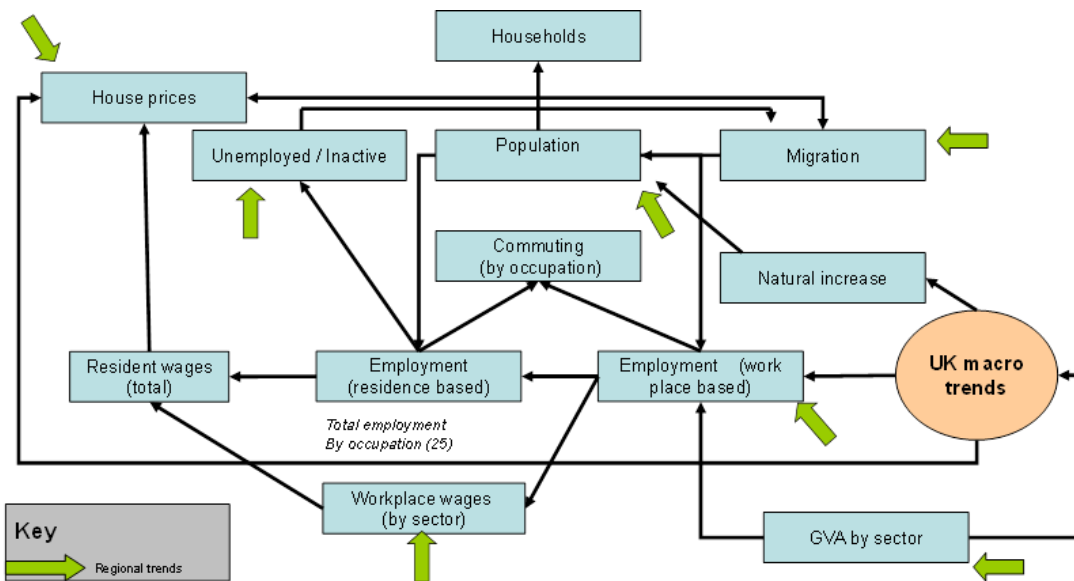 Households
House prices
Unemployed / Inactive
Population
Migration
Commuting
(by occupation)
Natural increase
Resident wages
(total)
Employment
(residence based)
Employment (work
place based)
UK macro
trends
Total employment
By occupation (25)
Workplace wages
(by sector)
GVA by sector
Key
Regional trends